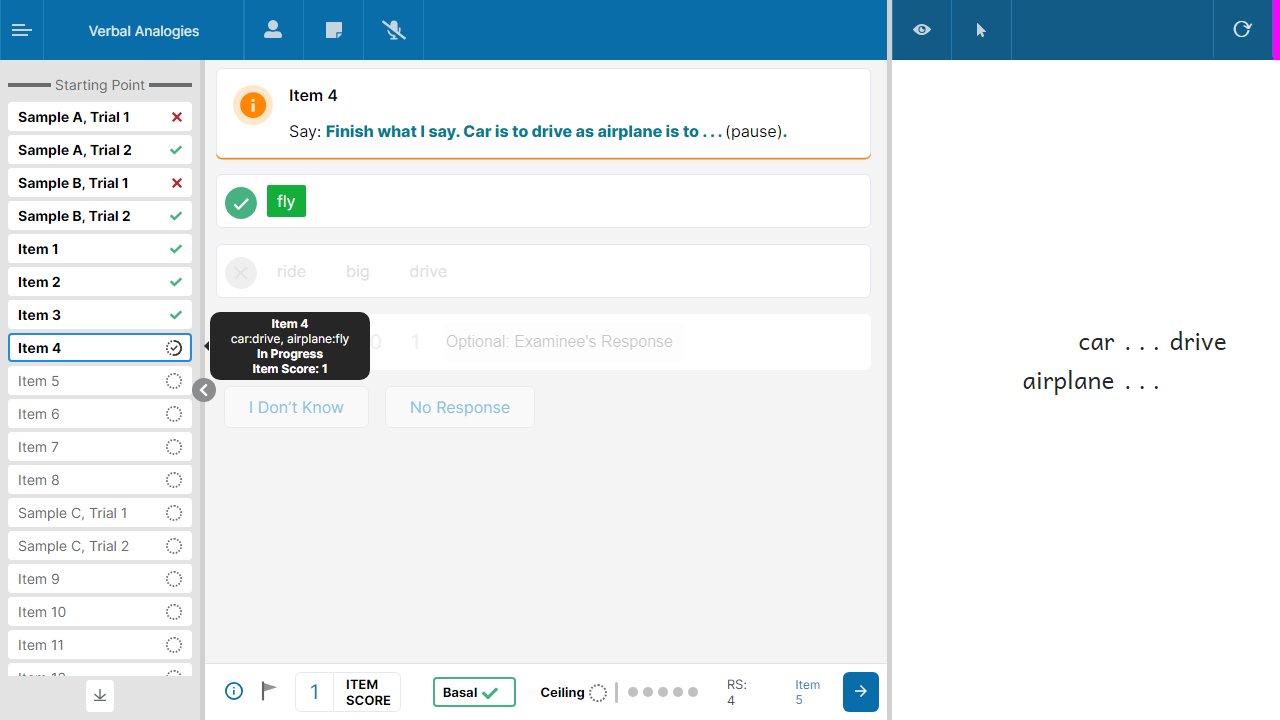 Verbal Analogies
Starting Point
Sample A, Trial 1
Sample A, Trial 2
Sample B, Trial 1
Sample B, Trial 2
Item 1
Item 2
Item 3
Item 4
Item 5
Item 6
Item 7
Item 8
Sample C, Trial 1
Sample C, Trial 2
Item 9
Item 10
Item 11
Item 4
Say: Finish what I say. Car is to drive as airplane is to . . . (pause).
fly
ride big drive
Item 4
car:drive, airplane:fly
In Progress
Item Score: 1
0 1 Optional: Examinee's Response
I Don't Know No Response
1 ITEM SCORE
Basal
Ceiling
RS: 4
Item 5
car . . . drive
airplane . . .